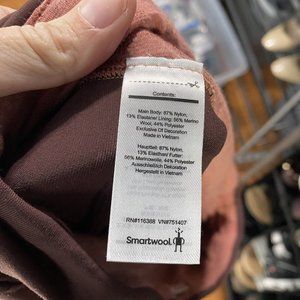 Contents:
Main Body: 87% Nylon,
13% Elastane/ Lining: 56% Merino
Wool, 44% Polyester
Exclusive Of Decoration
Made in Vietnam
Hauptteil: 87% Nylon,
13% Elasthan/ Futter:
56% Merinowolle, 44% Polyester
Ausschließlich Dekoration
Hergestellt in Vietnam
RN#116388 VN#751407
Smartwool